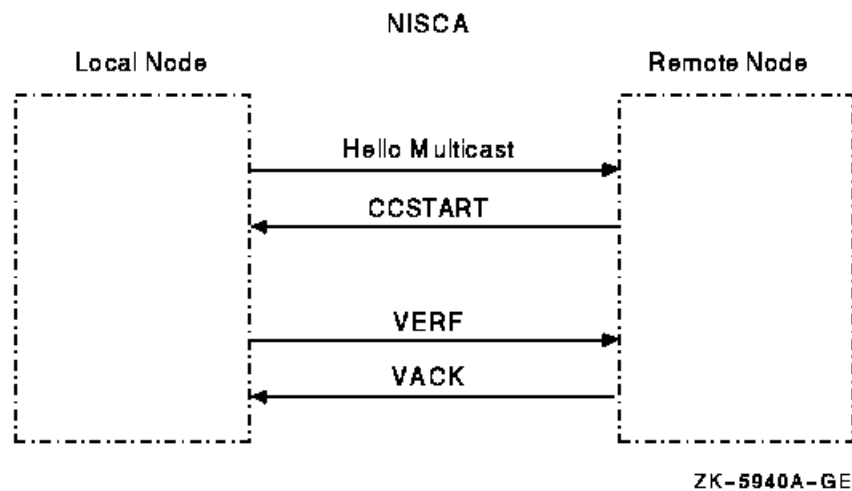 NISCA
Local Node
Remote Node
Hello Multicast
CCSTART
VERF
VACK
ZK-5940A-GE